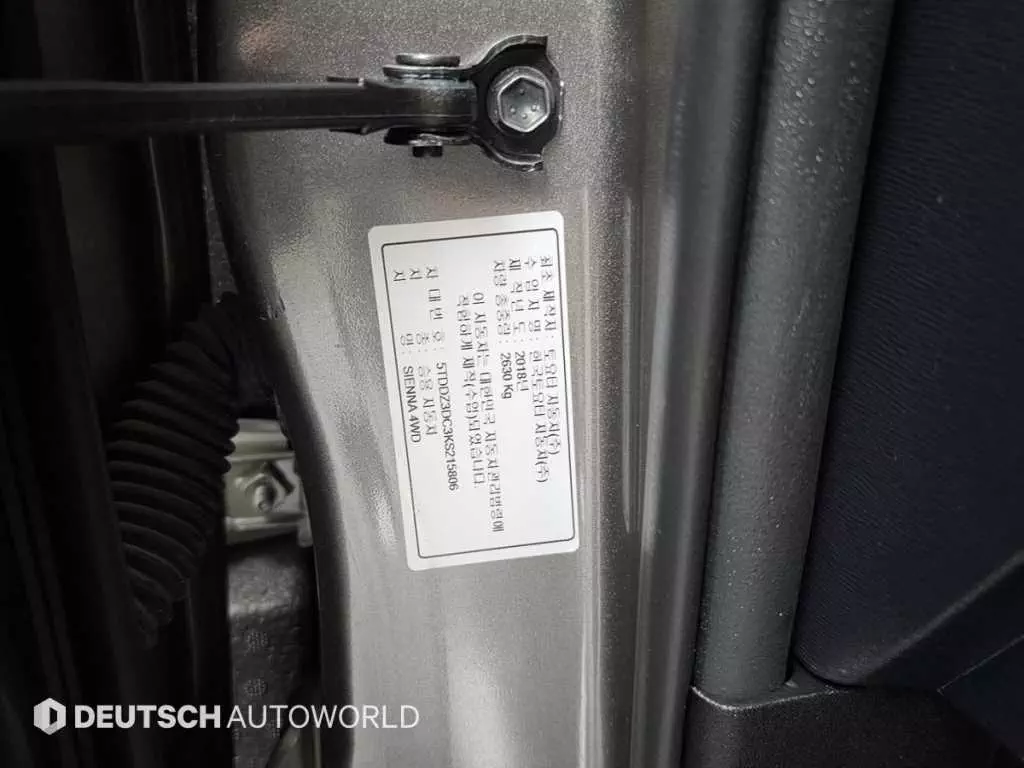 최초 제작자 : 토요타 자동차(주)
수 입 자 명 : 한국토요타 자동차(주)
제 작 년 도 : 2018년
차량 총 중량 : 2630 Kg
이 자동차는 대한민국 자동차관리법령에
적합하게 제작(수입)되었습니다.
차 대 번 호 : 5TDDZ3DC3KS215806
차 종 : 승용 자동차
차 명 : SIENNA 4WD
DEUTSCH AUTOWORLD